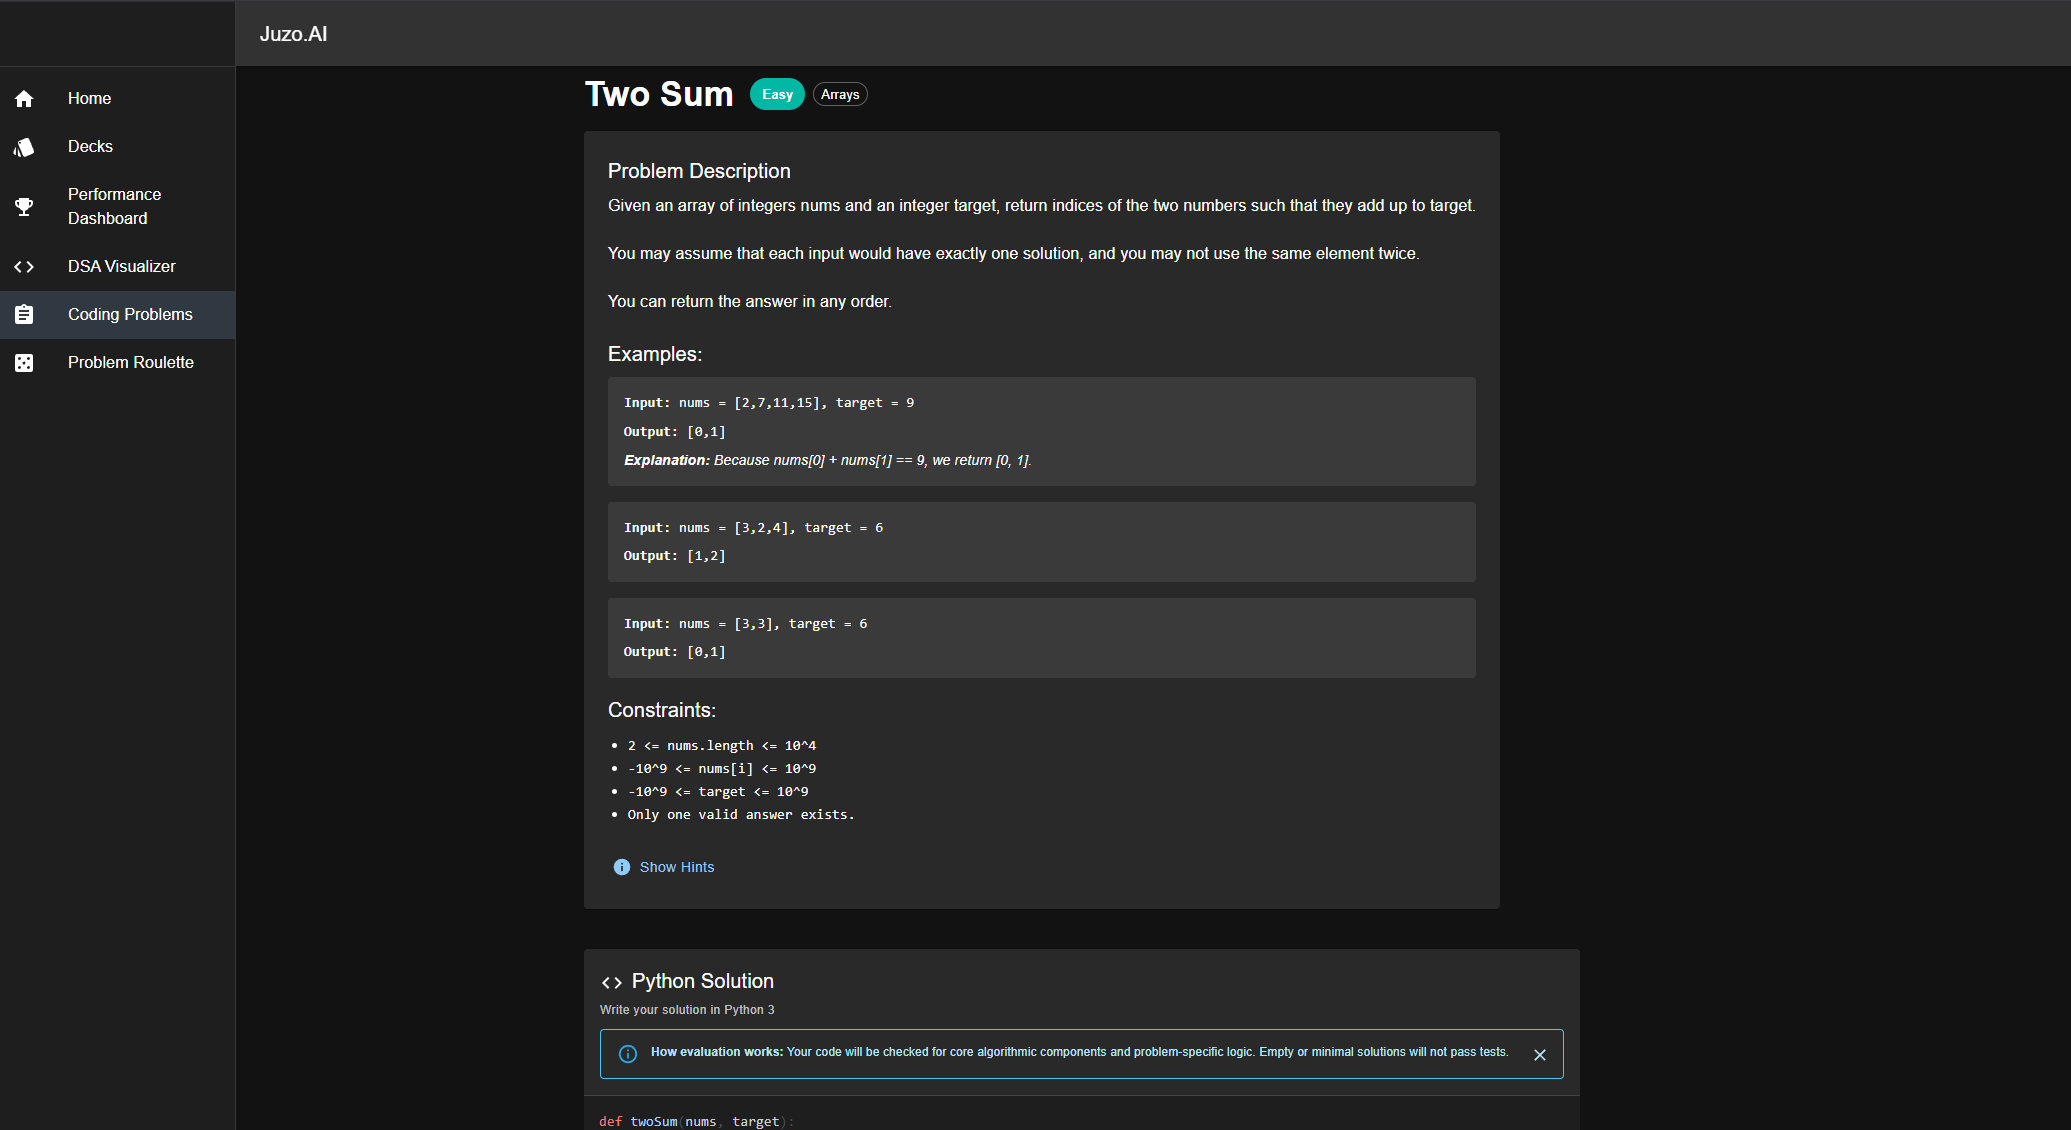 Juzo.AI
Home
Decks
Performance
Dashboard
DSA Visualizer
Coding Problems
Problem Roulette
Two Sum Easy Arrays
Problem Description
Given an array of integers nums and an integer target, return indices of the two numbers such that they add up to target.
You may assume that each input would have exactly one solution, and you may not use the same element twice.
You can return the answer in any order.
Examples:
Input: nums = [2,7,11,15], target = 9
Output: [0,1]
Explanation: Because nums[0] + nums[1] == 9, we return [0, 1].
Input: nums = [3,2,4], target = 6
Output: [1,2]
Input: nums = [3,3], target = 6
Output: [0,1]
Constraints:
• 2 <= nums.length <= 10^4
• -10^9 <= nums[i] <= 10^9
• -10^9 <= target <= 10^9
• Only one valid answer exists.
Show Hints
<> Python Solution
Write your solution in Python 3
How evaluation works: Your code will be checked for core algorithmic components and problem-specific logic. Empty or minimal solutions will not pass tests.
def twoSum(nums, target):